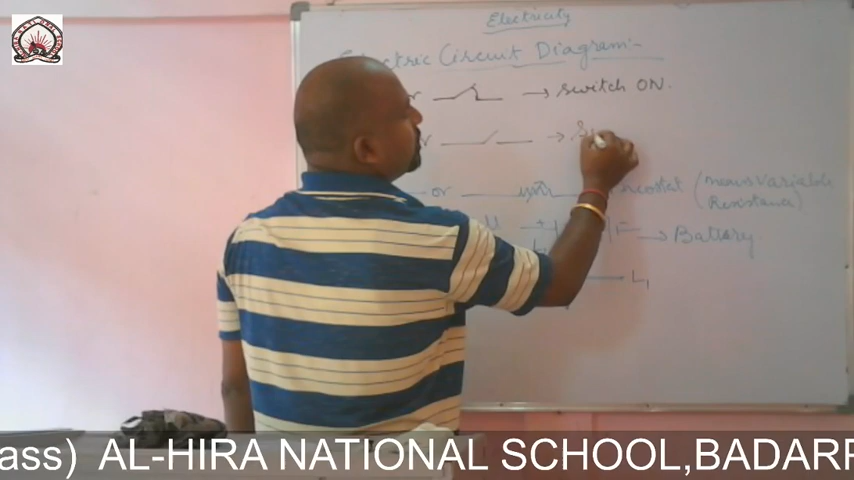 Electricity
Electric Circuit Diagram:-
or → switch ON.
→ S
or rheostat (means variable
Resistance)
→ Battery
ass) AL-HIRA NATIONAL SCHOOL,BADARP